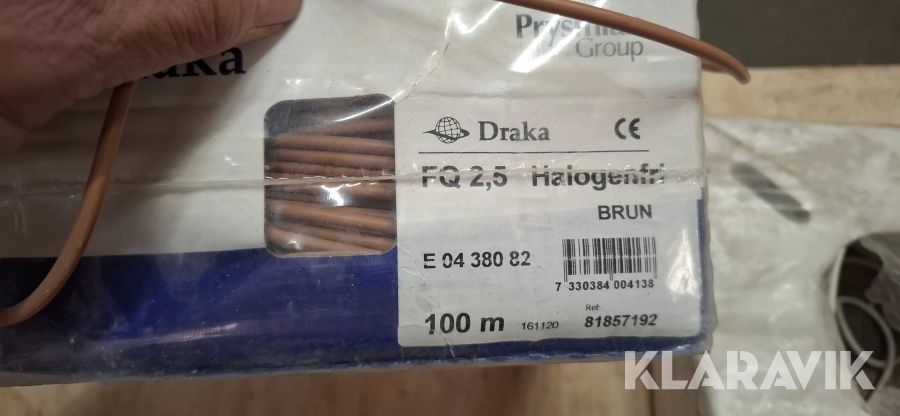 Prysmian
Group
Draka
CE
FQ 2,5 Halogenfri
BRUN
E 04 380 82
7 330384 004138
Ref:
100 m 161120 81857192
KLARAVIK